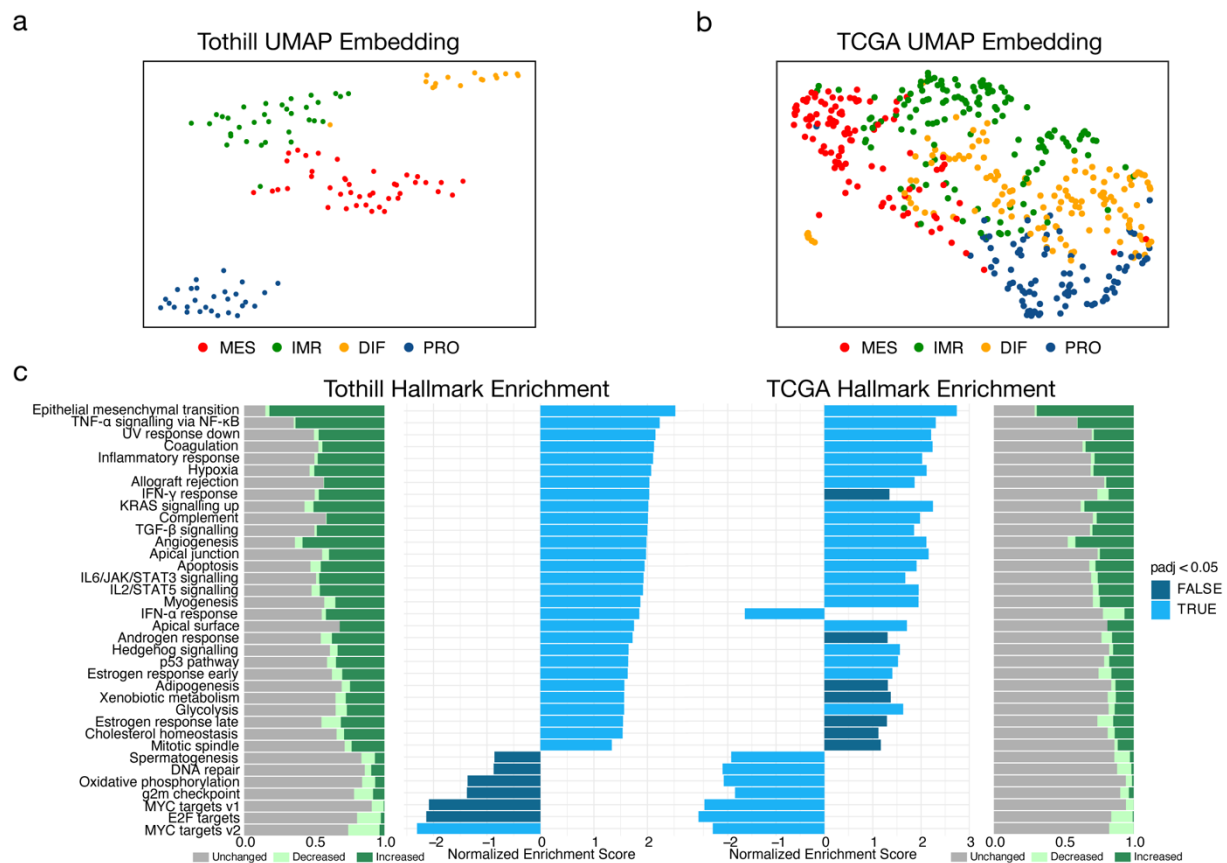 a
Tothill UMAP Embedding
MES IMR DIF PRO
b
TCGA UMAP Embedding
MES IMR DIF PRO
c
Tothill Hallmark Enrichment
TCGA Hallmark Enrichment
Epithelial mesenchymal transition
TNF-α signalling via NF-κB
UV response down
Coagulation
Inflammatory response
Hypoxia
Allograft rejection
IFN-γ response
KRAS signalling up
Complement
TGF-β signalling
Angiogenesis
Apical junction
Apoptosis
IL6/JAK/STAT3 signalling
IL2/STAT5 signalling
Myogenesis
IFN-α response
Apical surface
Androgen response
Hedgehog signalling
p53 pathway
Estrogen response early
Adipogenesis
Xenobiotic metabolism
Glycolysis
Estrogen response late
Cholesterol homeostasis
Mitotic spindle
Spermatogenesis
DNA repair
Oxidative phosphorylation
g2m checkpoint
MYC targets v1
E2F targets
MYC targets v2
0.0 0.5 1.0
Unchanged Decreased Increased
−2 −1 0 1 2
Normalized Enrichment Score
−2 −1 0 1 2 3
Normalized Enrichment Score
0.0 0.5 1.0
Unchanged Decreased Increased
padj < 0.05
FALSE
TRUE